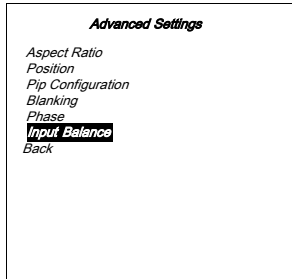 Advanced Settings
Aspect Ratio
Position
Pip Configuration
Blanking
Phase
Input Balance
Back